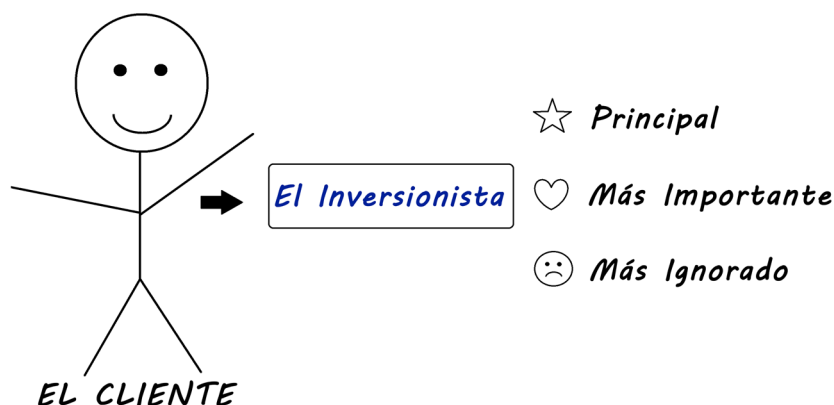 Principal
El Inversionista
Más Importante
Más Ignorado
EL CLIENTE